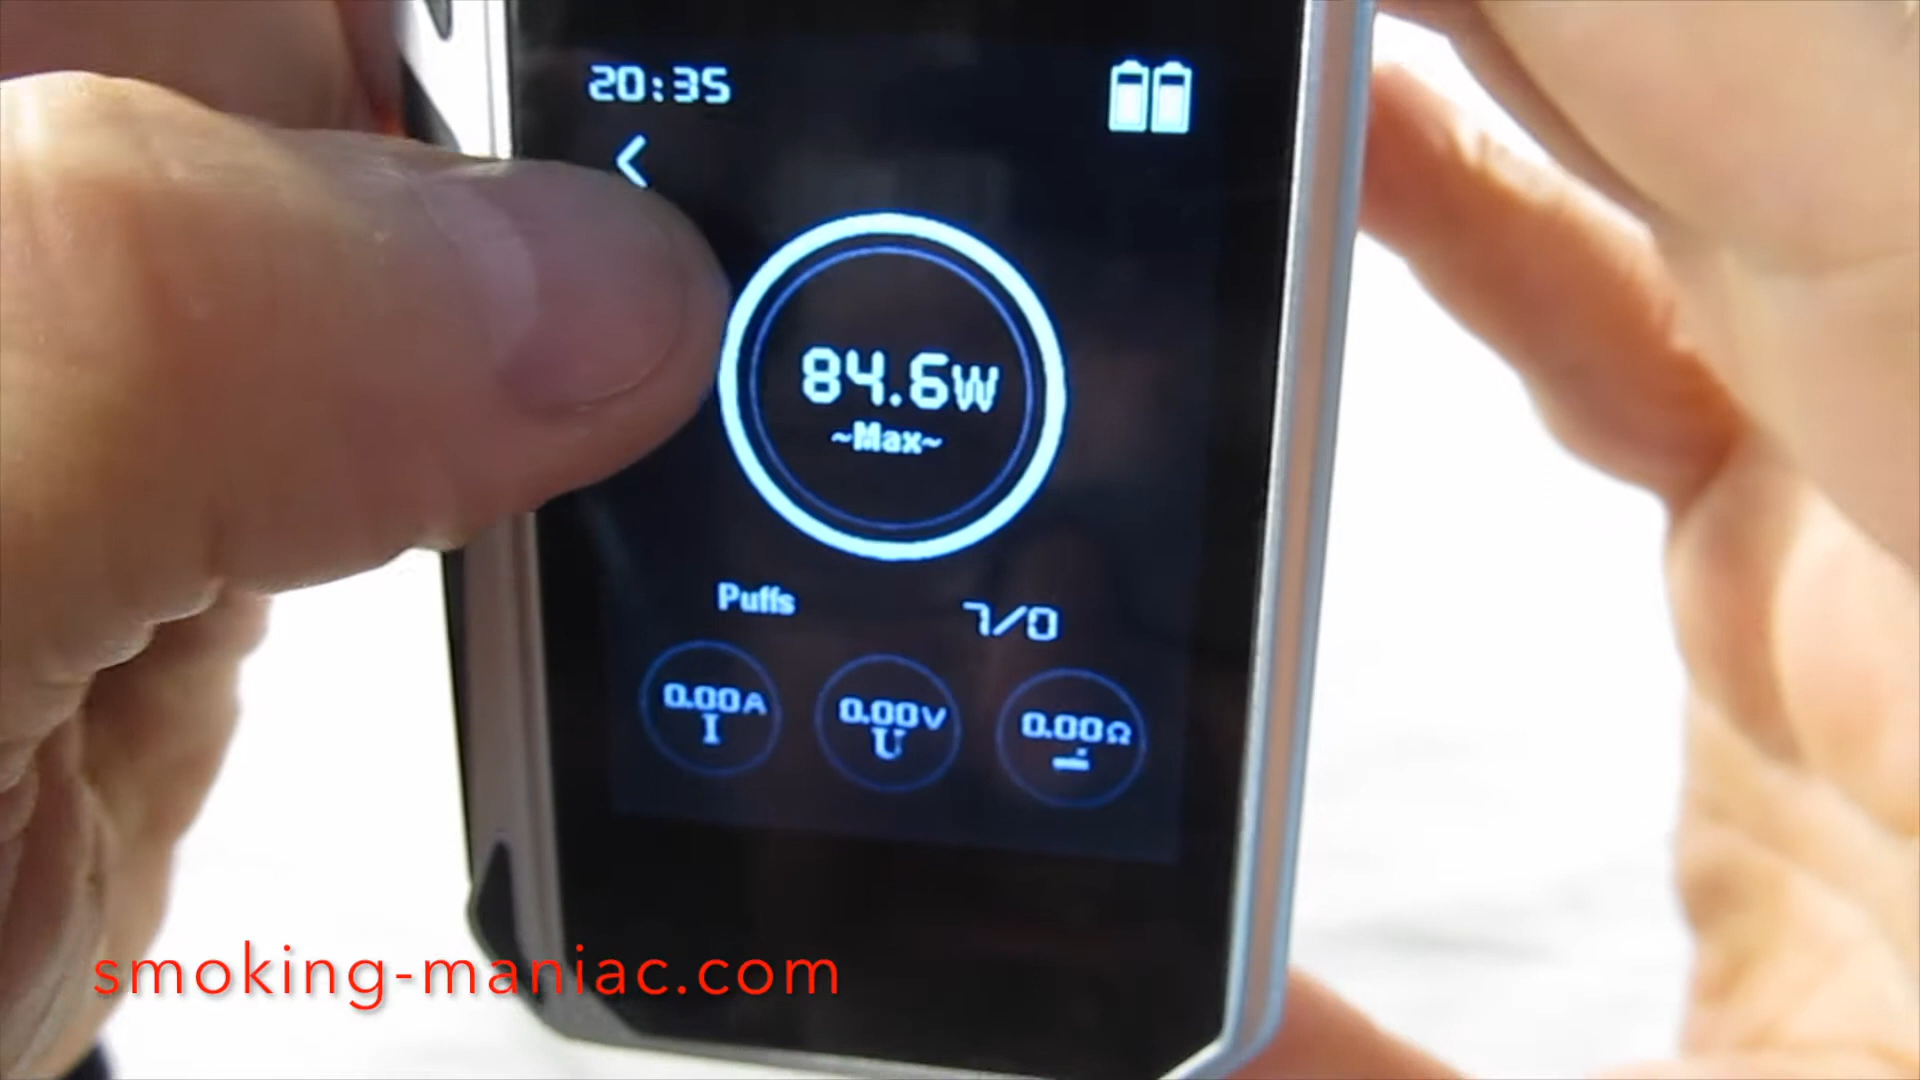 20:35
<
84.6W
~Max~
Puffs 7/0
0.00A 0.00V 0.00Ω
I U
smoking-maniac.com